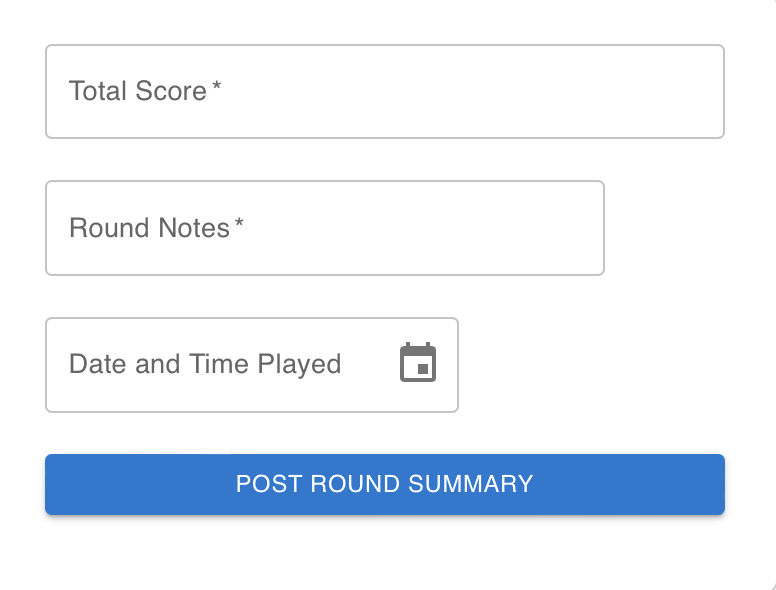 Total Score *
Round Notes *
Date and Time Played
POST ROUND SUMMARY